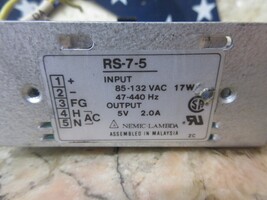 RS-7-5
1 +
2 -
3 FG
4 H AC
5 N
INPUT
85-132 VAC 17W
47-440 Hz
OUTPUT
5V 2.0A
NEMIC-LAMBDA
ASSEMBLED IN MALAYSIA
2C